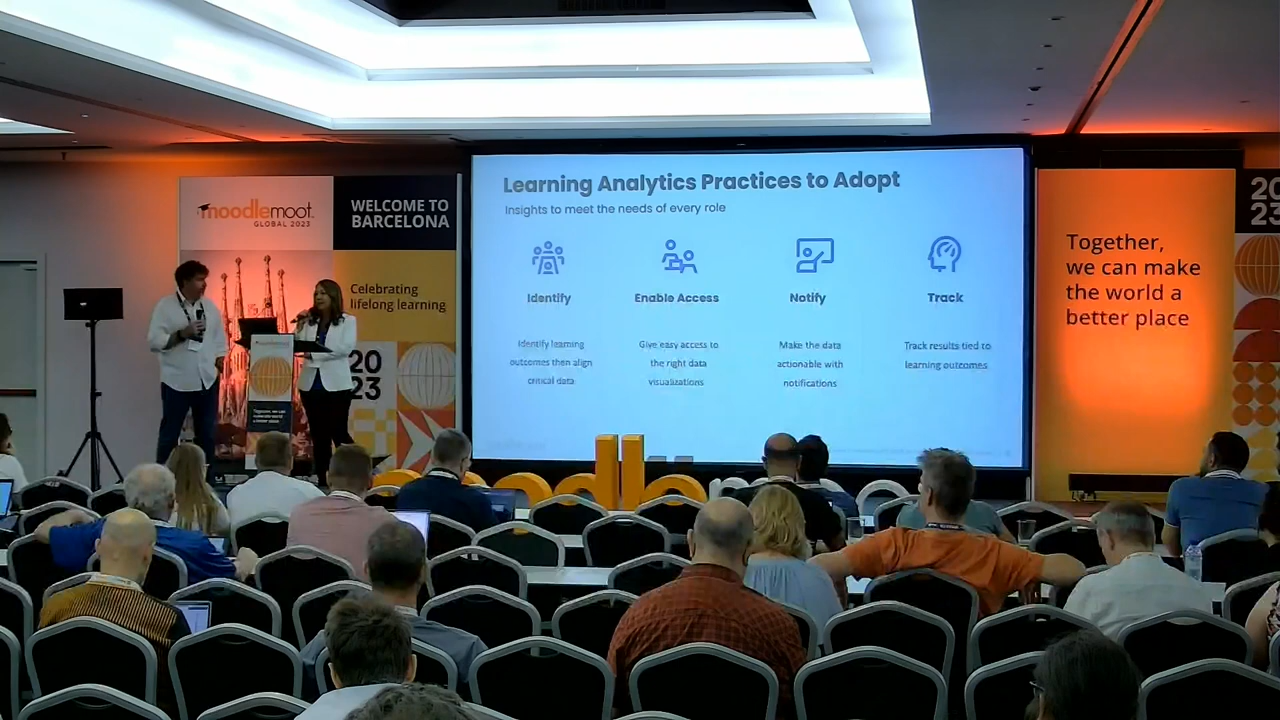 moodlemoot
GLOBAL 2023
WELCOME TO
BARCELONA
Celebrating
lifelong learning
20
23
Learning Analytics Practices to Adopt
Insights to meet the needs of every role
Identify
Identify learning
outcomes then align
critical data
Enable Access
Give easy access to
the right data
visualizations
Notify
Make the data
actionable with
notifications
Track
Track results tied to
learning outcomes
Together,
we can make
the world a
better place
20
23